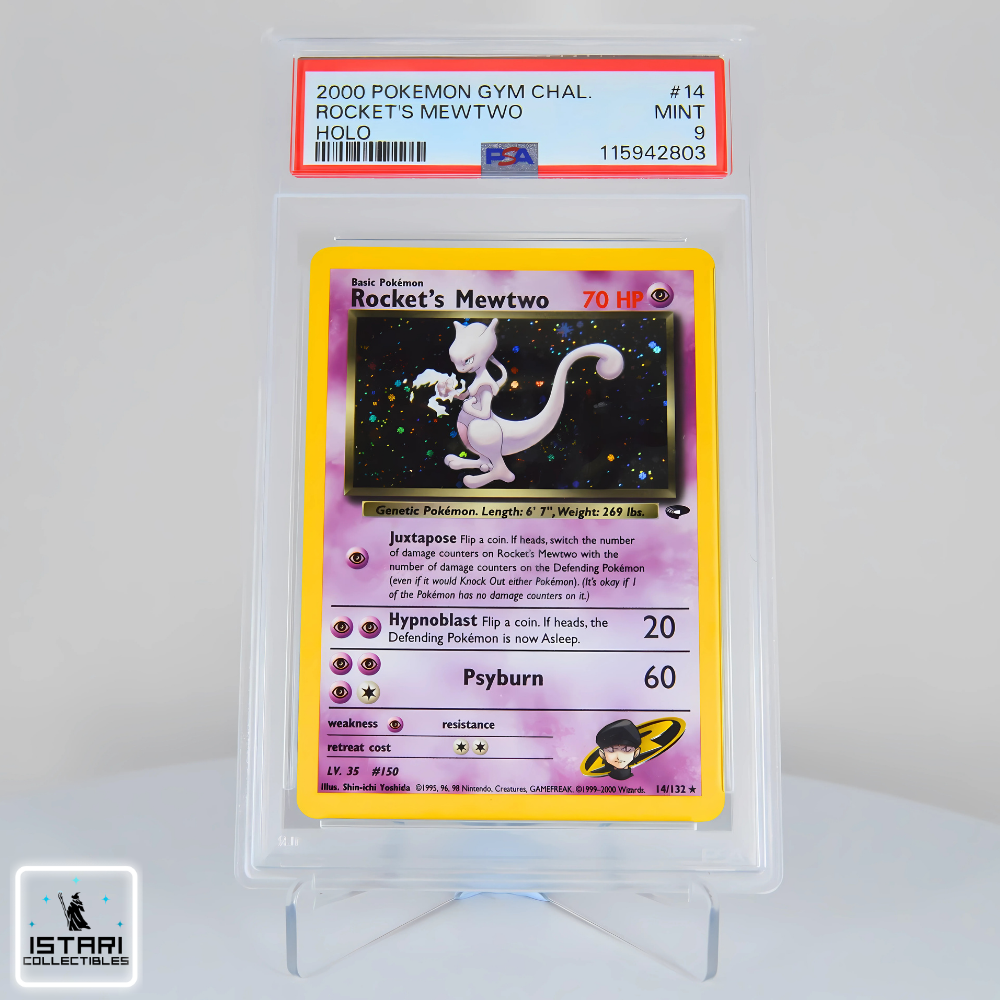 2000 POKEMON GYM CHAL. #14
ROCKET'S MEWTWO MINT
HOLO 9
PSA 115942803
Basic Pokémon
Rocket's Mewtwo 70 HP
Genetic Pokémon. Length: 6' 7", Weight: 269 lbs.
Juxtapose Flip a coin. If heads, switch the number
of damage counters on Rocket's Mewtwo with the
number of damage counters on the Defending Pokémon
(even if it would Knock Out either Pokémon). (It's okay if 1
of the Pokémon has no damage counters on it.)
Hypnoblast Flip a coin. If heads, the 20
Defending Pokémon is now Asleep.
Psyburn 60
weakness resistance
retreat cost
LV. 35 #150
Illus. Shin-ichi Yoshida ©1995, 96, 98 Nintendo, Creatures, GAMEFREAK. ©1999-2000 Wizards. 14/132 ★
ISTARI
COLLECTIBLES